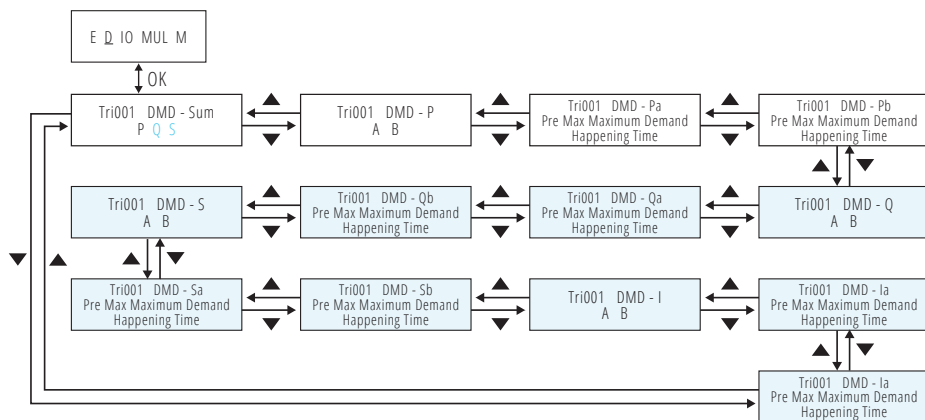 E D IO MUL M
OK
Tri001 DMD - Sum
P Q S
Tri001 DMD - P
A B
Tri001 DMD - Pa
Pre Max Maximum Demand
Happening Time
Tri001 DMD - Pb
Pre Max Maximum Demand
Happening Time
Tri001 DMD - S
A B
Tri001 DMD - Qb
Pre Max Maximum Demand
Happening Time
Tri001 DMD - Qa
Pre Max Maximum Demand
Happening Time
Tri001 DMD - Q
A B
Tri001 DMD - Sa
Pre Max Maximum Demand
Happening Time
Tri001 DMD - Sb
Pre Max Maximum Demand
Happening Time
Tri001 DMD - I
A B
Tri001 DMD - Ia
Pre Max Maximum Demand
Happening Time
Tri001 DMD - Ia
Pre Max Maximum Demand
Happening Time